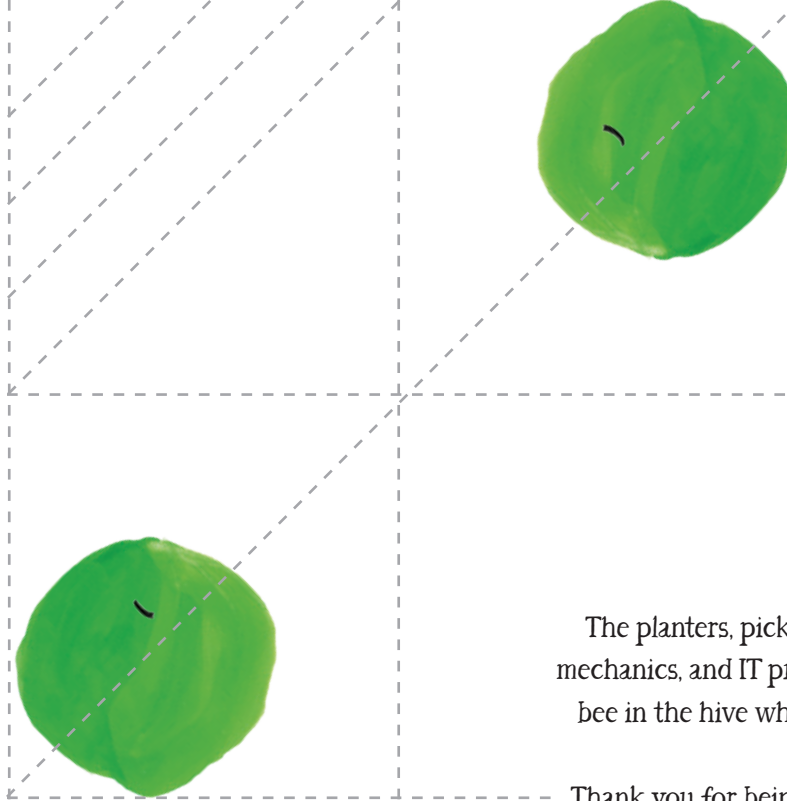 The planters, pick
mechanics, and IT pr
bee in the hive wh
Thank you for bein